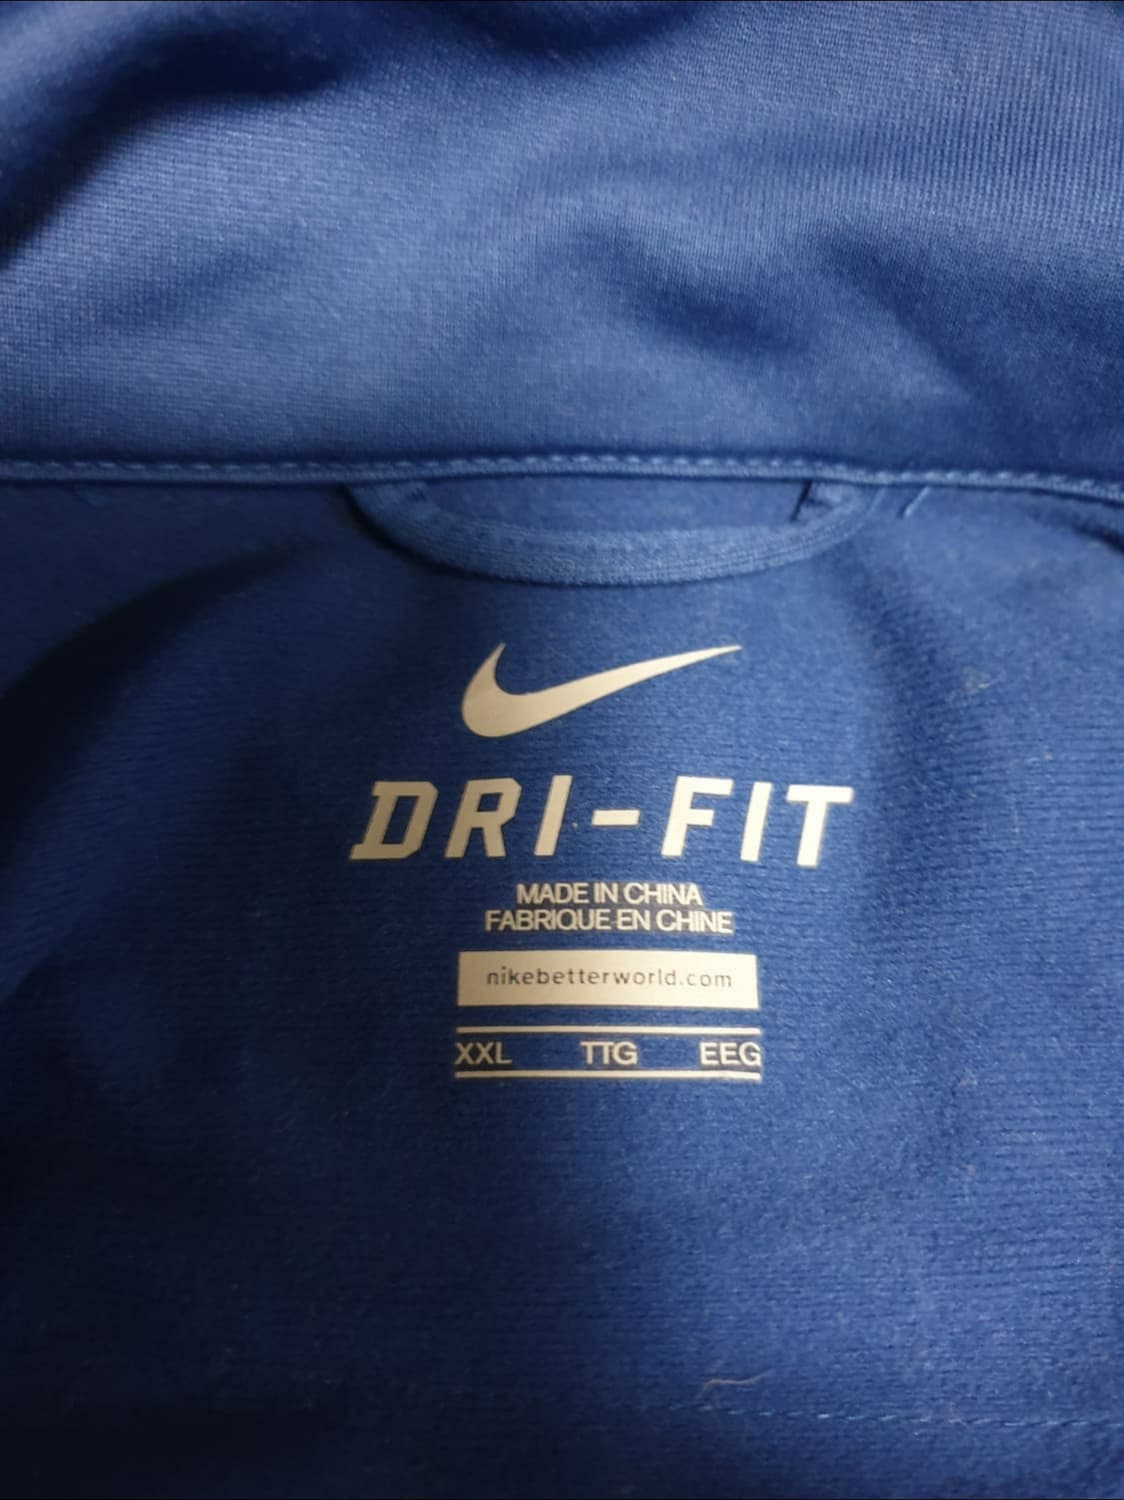 DRI-FIT
MADE IN CHINA
FABRIQUE EN CHINE
nikebetterworld.com
XXL TTG EEG